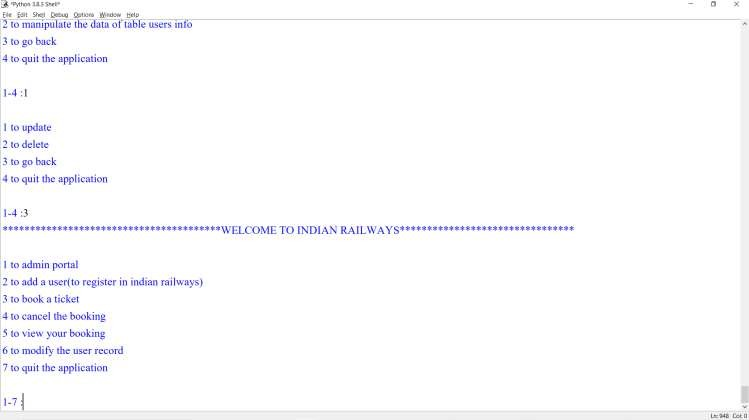 *Python 3.8.3 Shell*
File Edit Shell Debug Options Window Help
2 to manipulate the data of table users info
3 to go back
4 to quit the application
1-4 :1
1 to update
2 to delete
3 to go back
4 to quit the application
1-4 :3
****************************************WELCOME TO INDIAN RAILWAYS********************************
1 to admin portal
2 to add a user(to register in indian railways)
3 to book a ticket
4 to cancel the booking
5 to view your booking
6 to modify the user record
7 to quit the application
1-7 :
Ln: 948 Col: 0